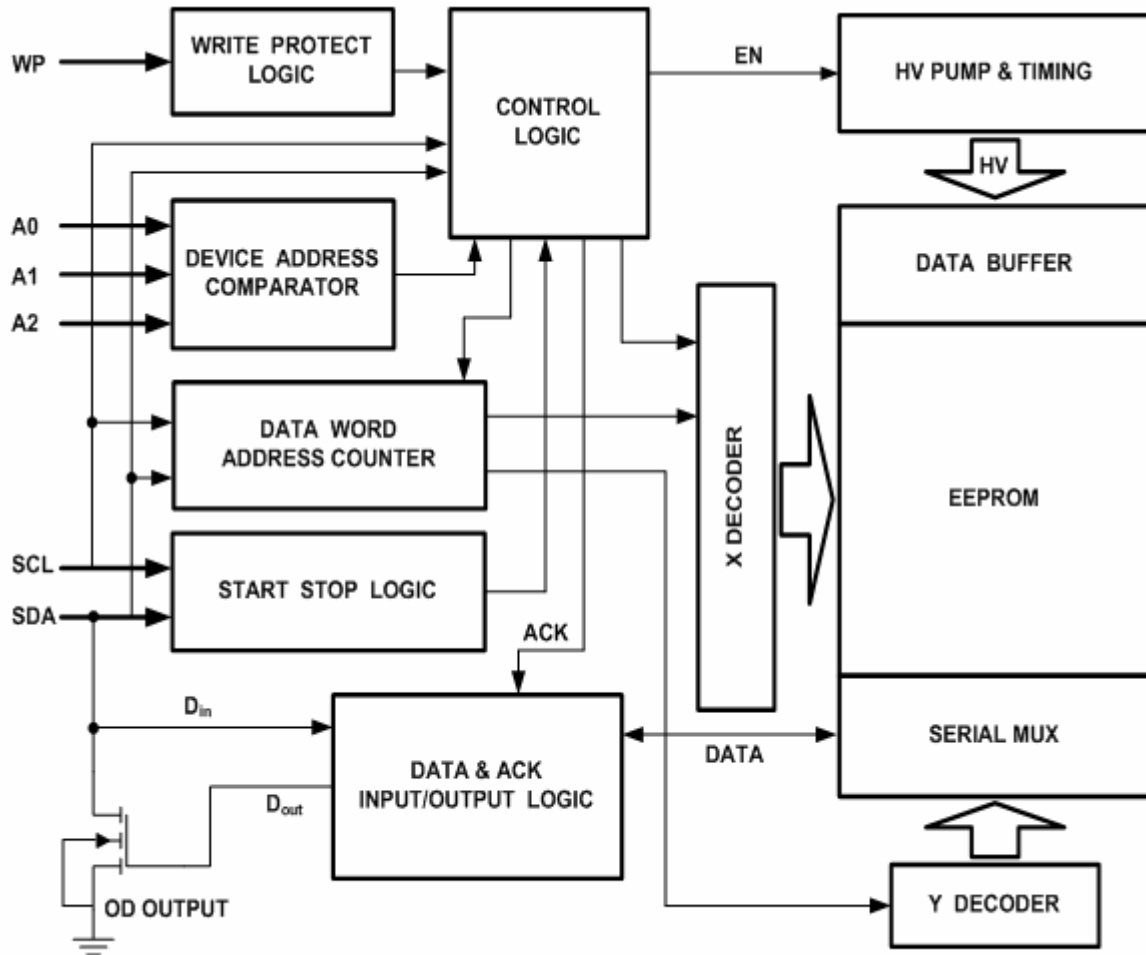 WP
WRITE PROTECT
LOGIC
CONTROL
LOGIC
EN
HV PUMP & TIMING
HV
A0
A1
A2
DEVICE ADDRESS
COMPARATOR
DATA BUFFER
DATA WORD
ADDRESS COUNTER
X DECODER
EEPROM
SCL
SDA
START STOP LOGIC
ACK
Din
DATA & ACK
INPUT/OUTPUT LOGIC
DATA
SERIAL MUX
Dout
OD OUTPUT
Y DECODER